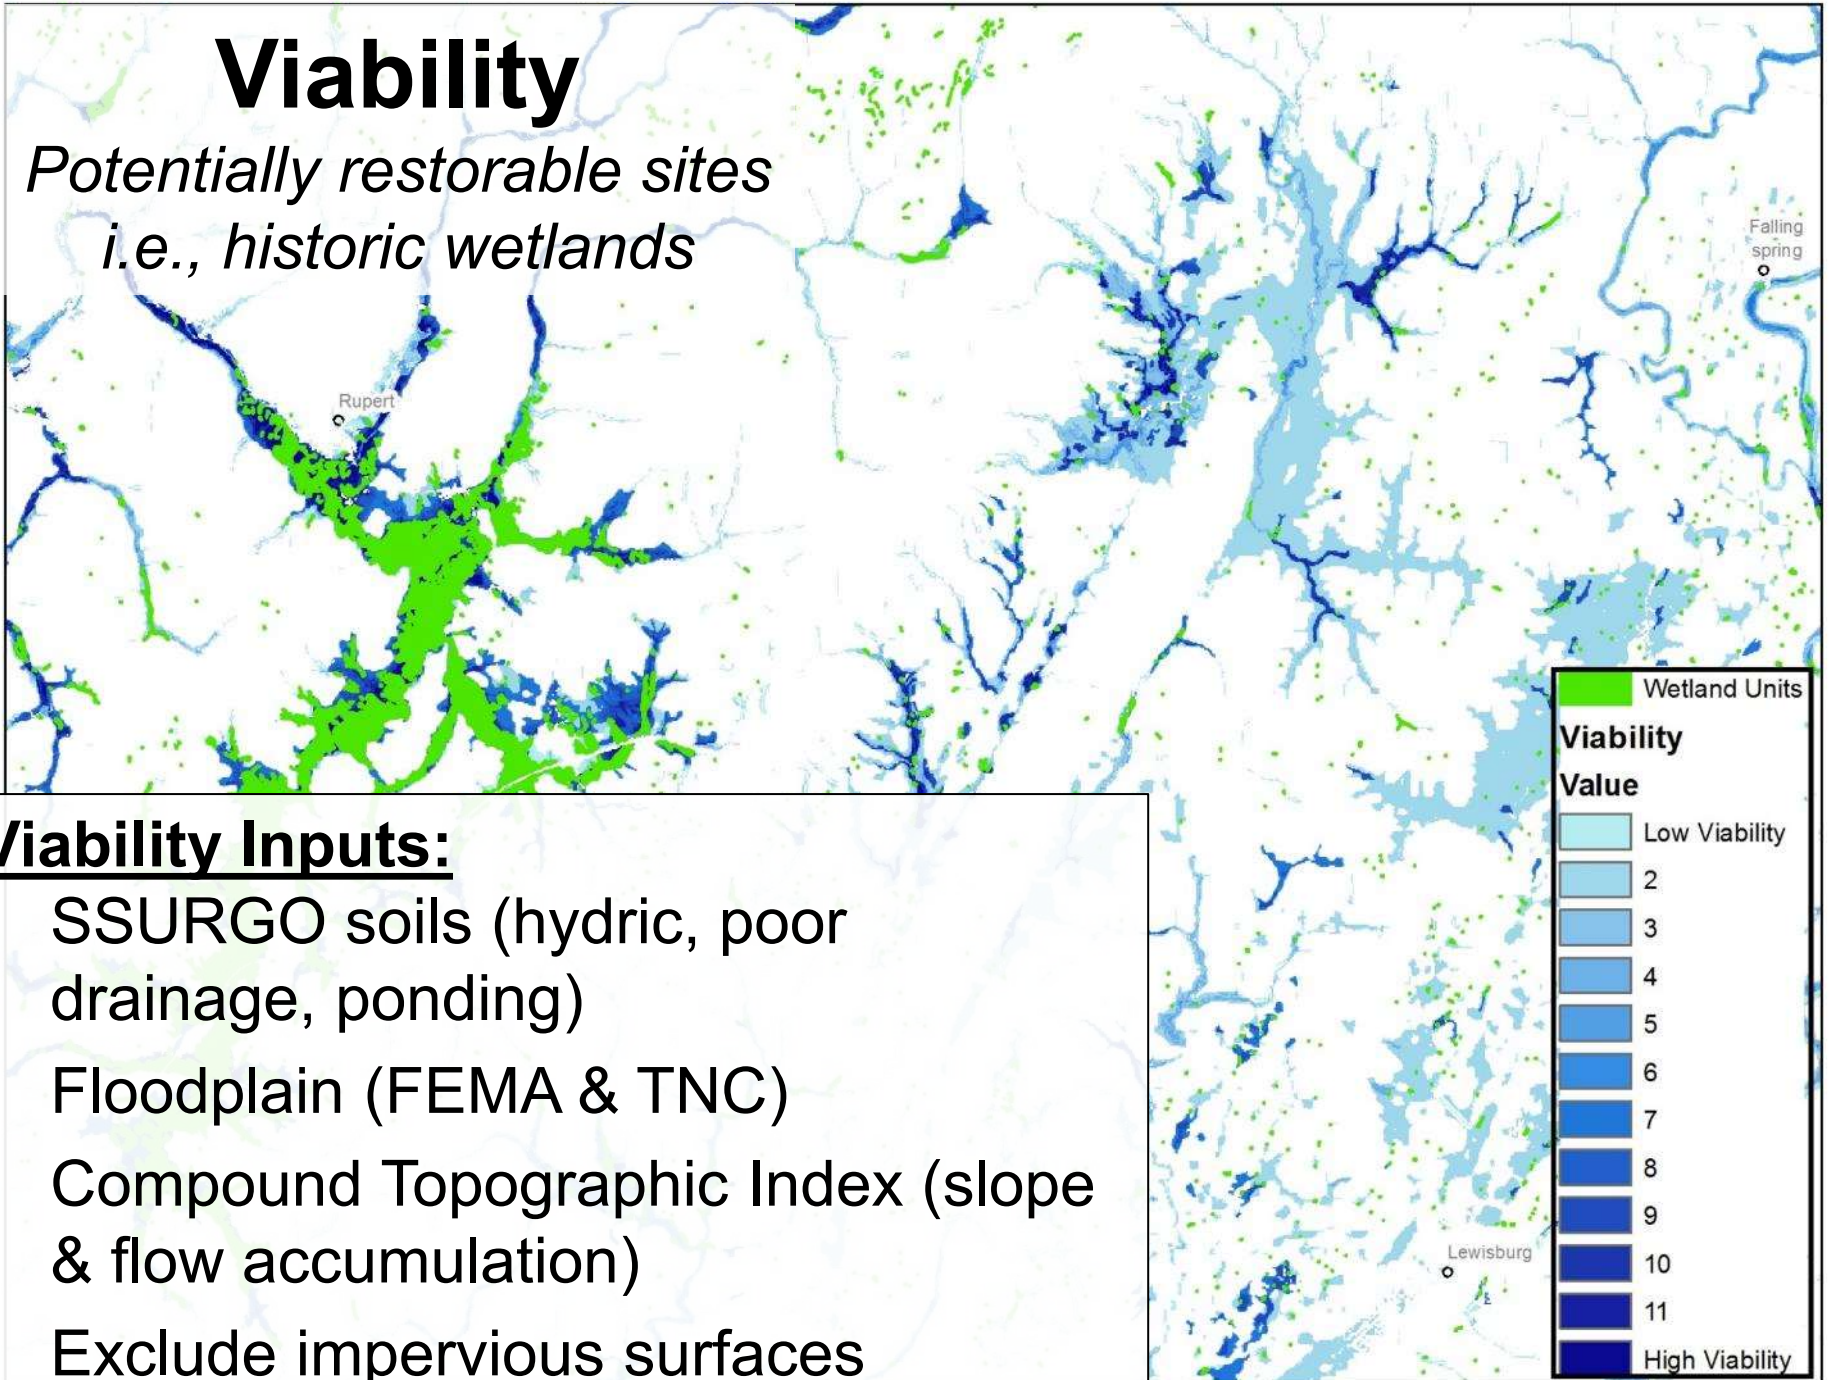 Viability
Potentially restorable sites
i.e., historic wetlands
Falling
spring
Rupert
Wetland Units
Viability
Value
Low Viability
2
3
4
5
6
7
8
9
10
11
High Viability
Viability Inputs:
SSURGO soils (hydric, poor
drainage, ponding)
Floodplain (FEMA & TNC)
Compound Topographic Index (slope
& flow accumulation)
Exclude impervious surfaces
Lewisburg